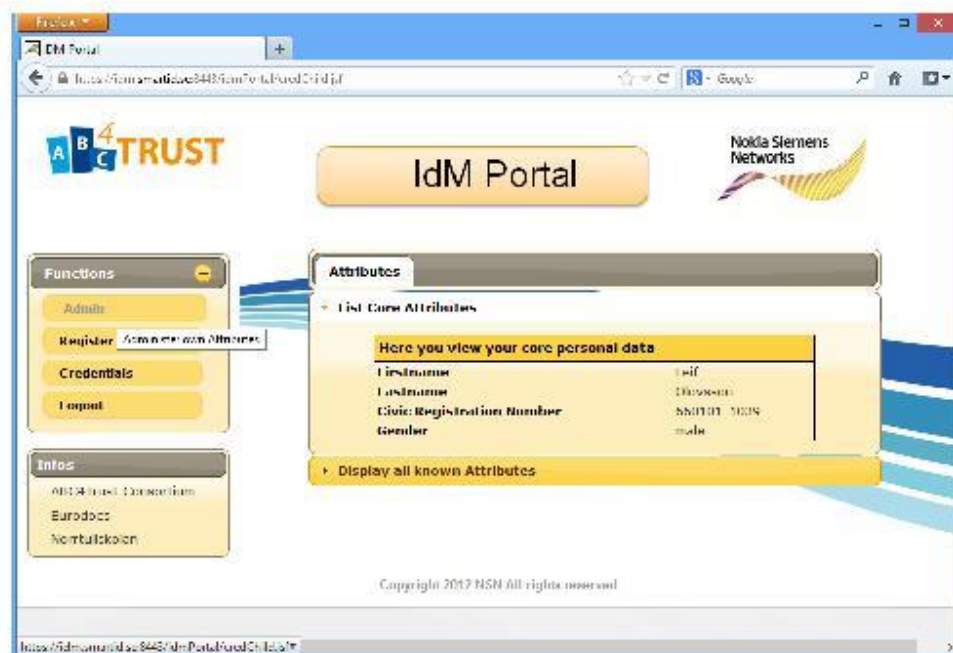 Firefox
IDM Portal
+
Google
ABC4TRUST
IdM Portal
Nokia Siemens
Networks
Functions
Admin
Register
Administer own Attributes
Credentials
Logout
Infos
ABC4Trust Consortium
Eurodocs
Norrtullskolan
Attributes
List Core Attributes
Here you view your core personal data
Firstname Leif
Lastname
Civic Registration Number
Gender male
Display all known Attributes
Copyright 2012 NSN All rights reserved